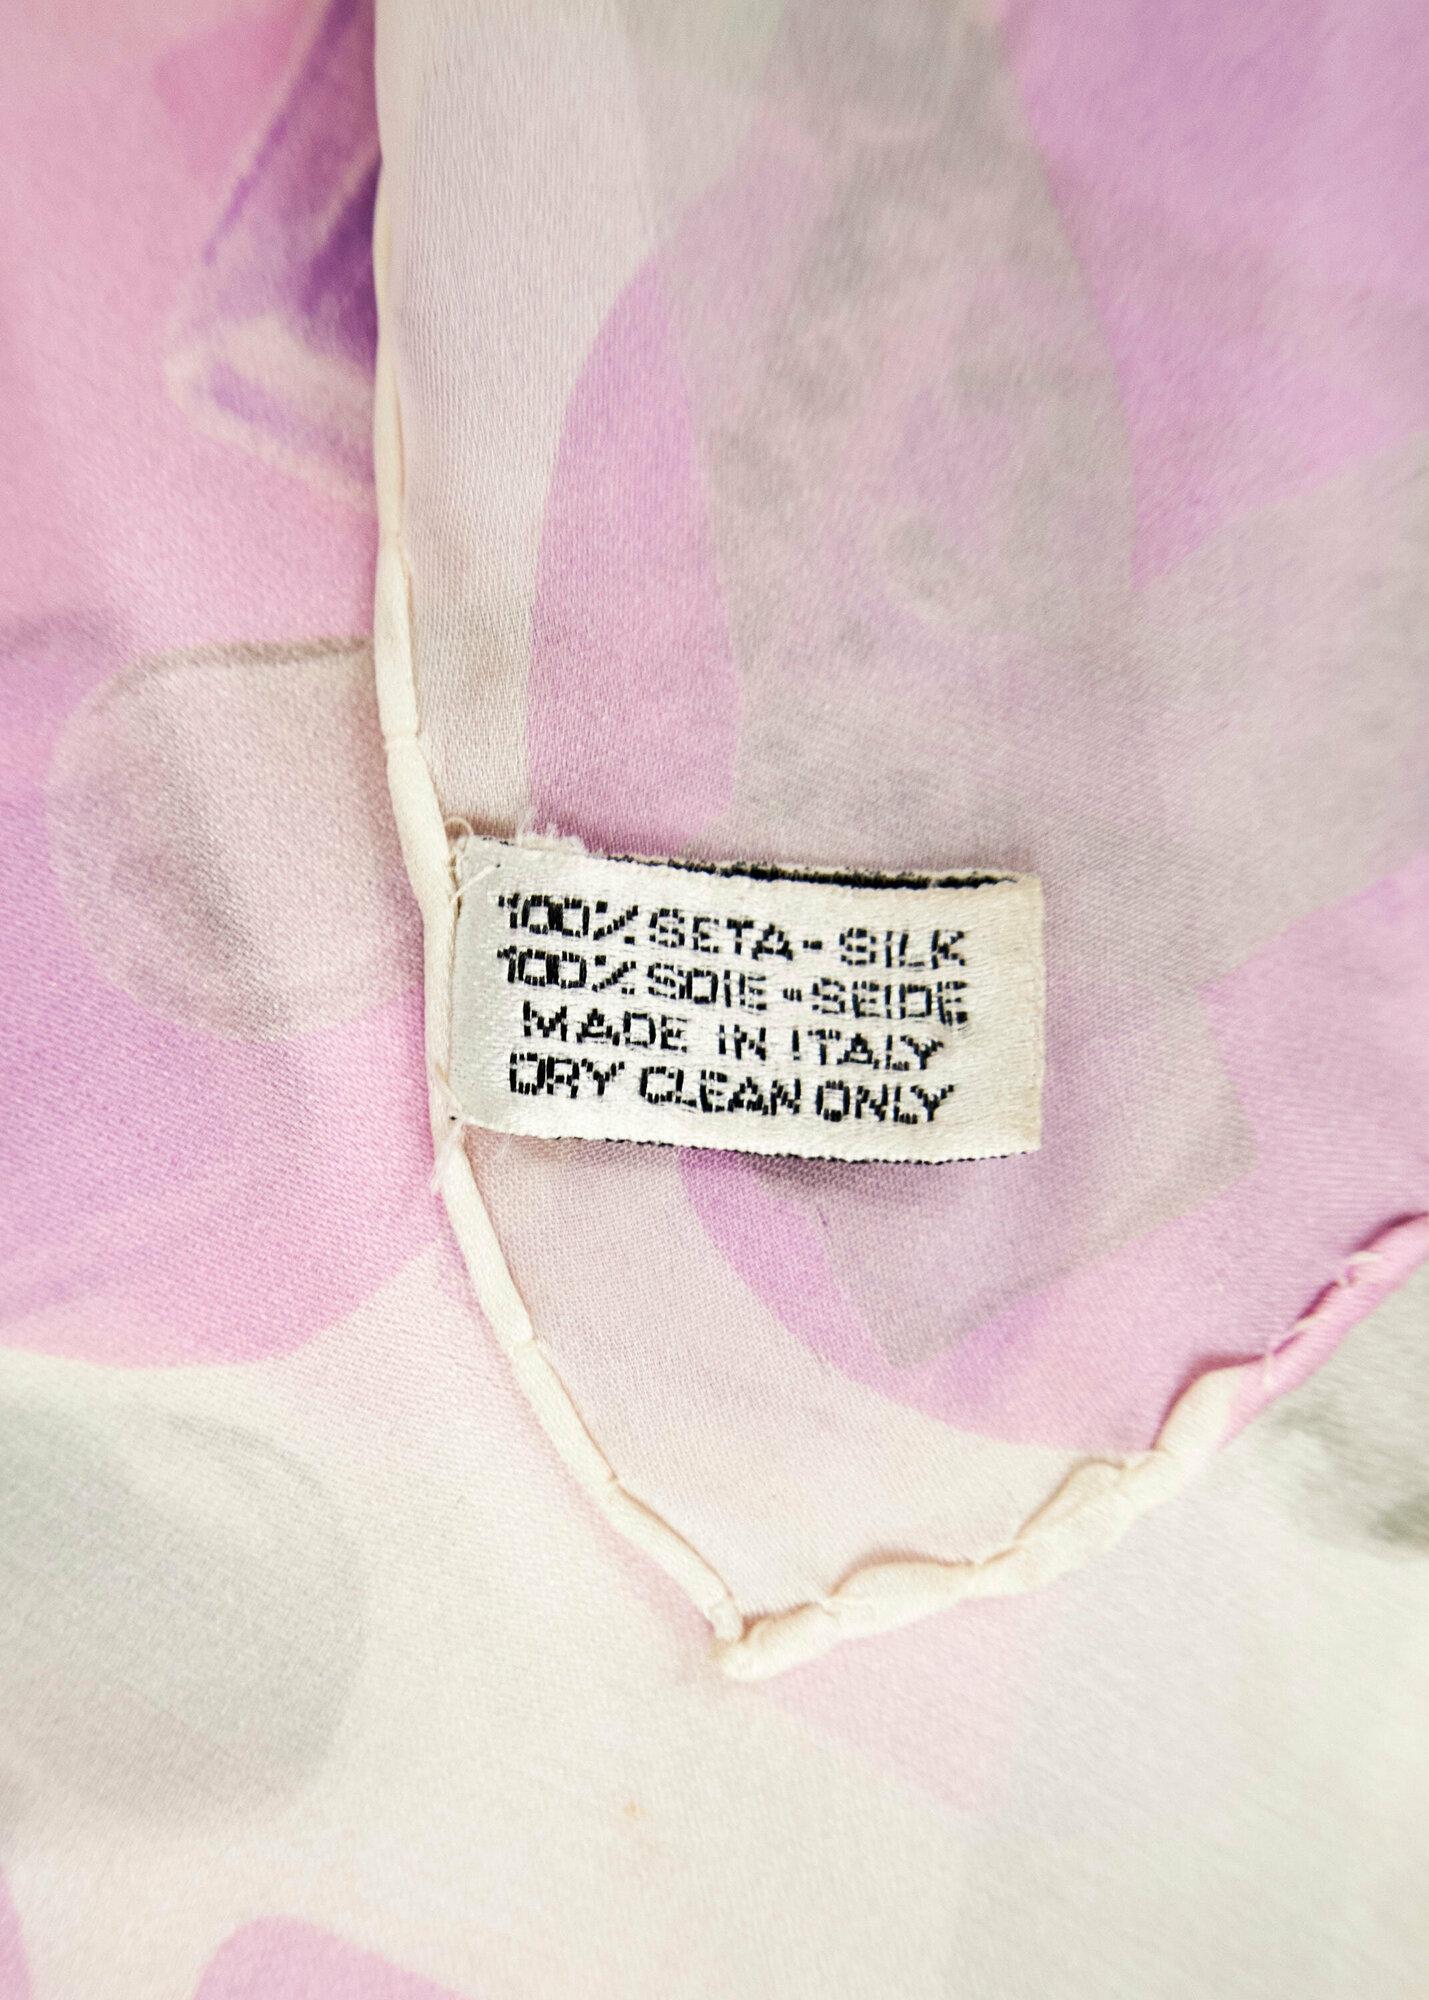 100% SETA - SILK
100% SOIE - SEIDE
MADE IN ITALY
DRY CLEAN ONLY